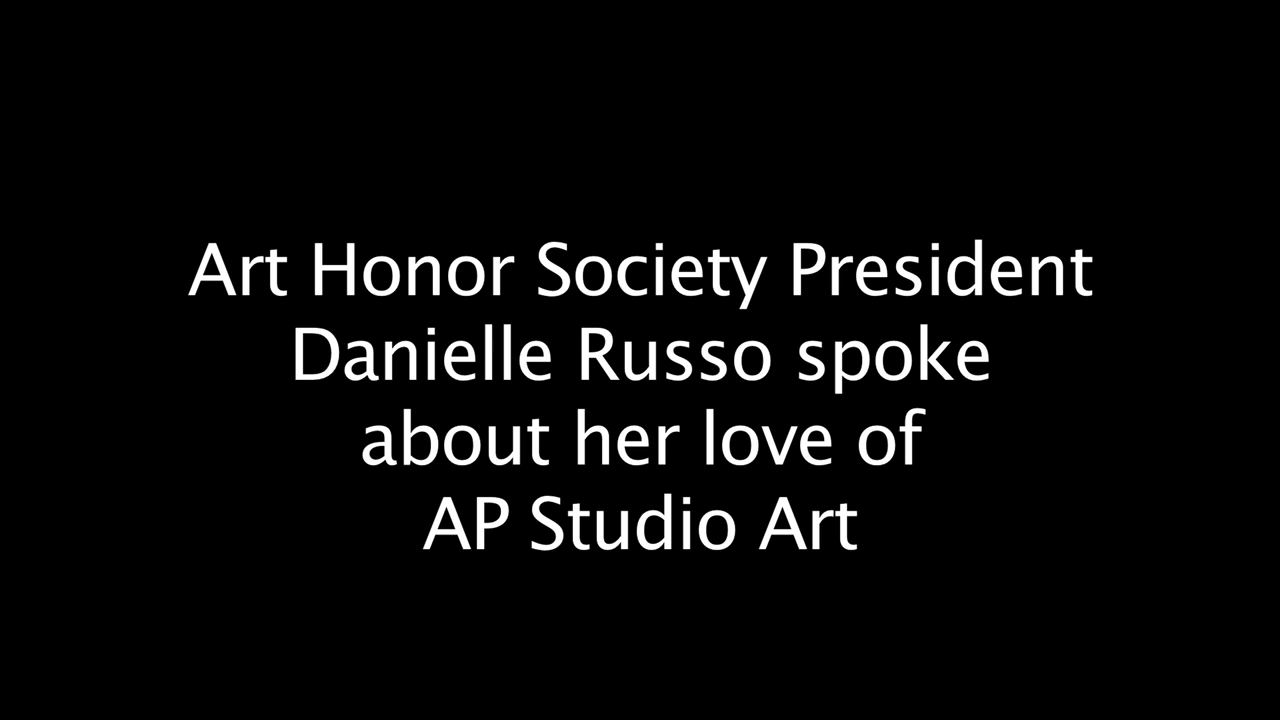 Art Honor Society President
Danielle Russo spoke
about her love of
AP Studio Art